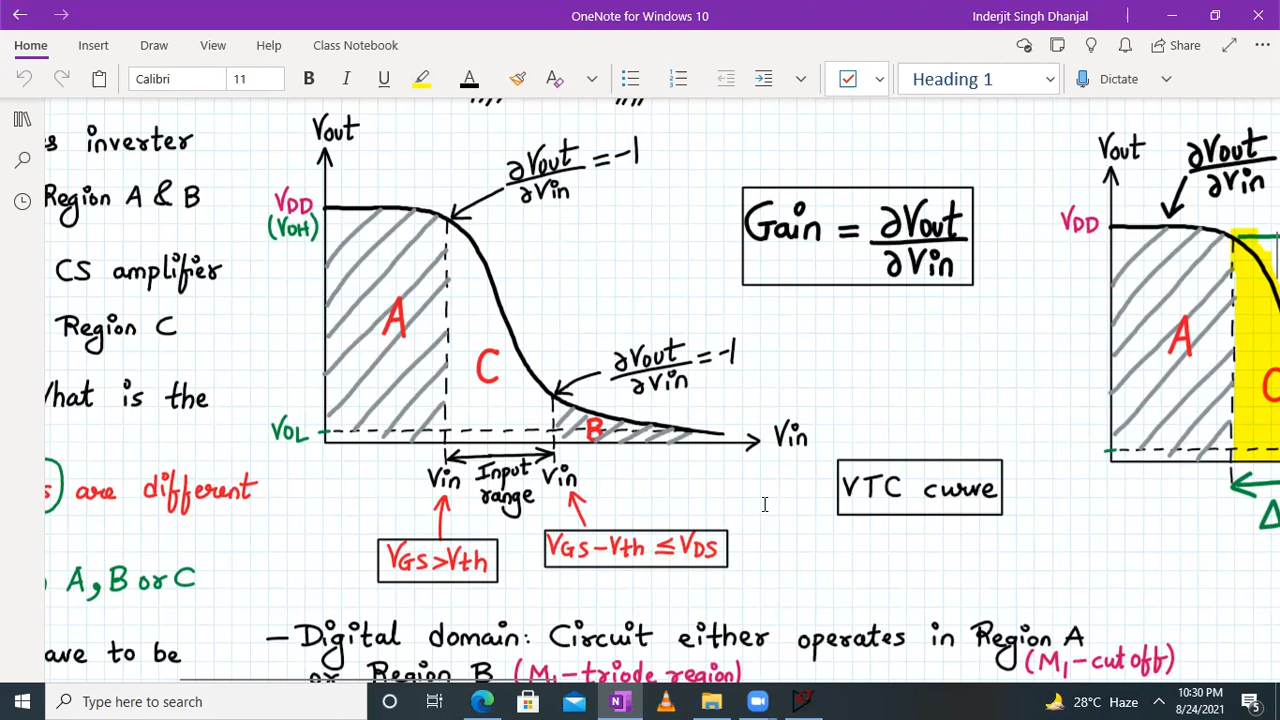 OneNote for Windows 10
Inderjit Singh Dhanjal
Home Insert Draw View Help Class Notebook
Share
Calibri 11 B I U A Heading 1 Dictate
s inverter
Region A & B
CS amplifier
Region C
hat is the
s) are different
A, B or C
ave to be
Vout
VDD
(VOH)
∂Vout/∂Vin = -1
A
C
∂Vout/∂Vin = -1
B
VOL
Vin
Vin Input range Vin
VGS > Vth
VGS - Vth ≤ VDS
Gain = ∂Vout/∂Vin
VTC curve
Vout
∂Vout/∂Vin
VDD
A
C
Δ
- Digital domain: Circuit either operates in Region A
(M1 - cut off)
or Region B (M1 - triode region)
Type here to search
28°C Haze
10:30 PM
8/24/2021
5